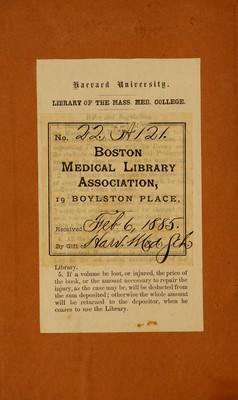 Harvard University.
LIBRARY OF THE MASS. MED. COLLEGE.
No. 22. A 121.
BOSTON
MEDICAL LIBRARY
ASSOCIATION,
19 BOYLSTON PLACE,
Received Feb 6, 1885.
By Gift of Harv. Med. Sch.
Library.
5. If a volume be lost, or injured, the price of
the book, or the amount necessary to repair the
injury, as the case may be, will be deducted from
the sum deposited; otherwise the whole amount
will be returned to the depositor, when he
ceases to use the Library.